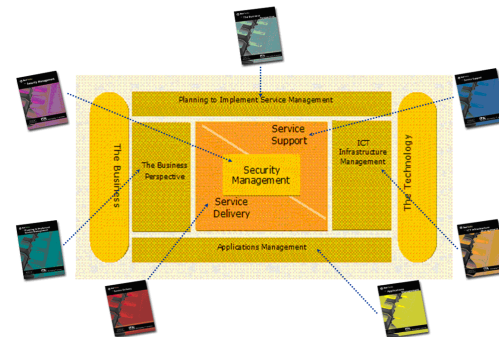 Planning to Implement Service Management
The Business
The Business
Perspective
Service
Support
Security
Management
Service
Delivery
ICT
Infrastructure
Management
The Technology
Applications Management